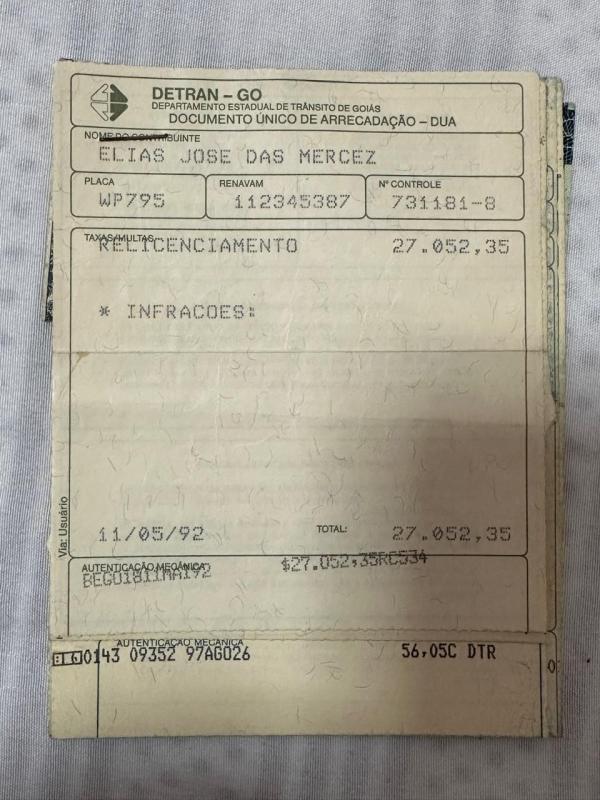 DETRAN – GO
DEPARTAMENTO ESTADUAL DE TRÂNSITO DE GOIÁS
DOCUMENTO ÚNICO DE ARRECADAÇÃO – DUA
NOME DO CONTRIBUINTE
ELIAS JOSE DAS MERCEZ
PLACA RENAVAM Nº CONTROLE
WP795 112345387 731181-8
TAXAS/MULTAS
RELICENCIAMENTO 27.052,35
* INFRACOES:
Via: Usuário
11/05/92 TOTAL: 27.052,35
AUTENTICAÇÃO MECÂNICA
BEG01811MAI92 $27.052,35RC534
AUTENTICAÇÃO MECÂNICA
0143 09352 97AGO26 56,05C DTR